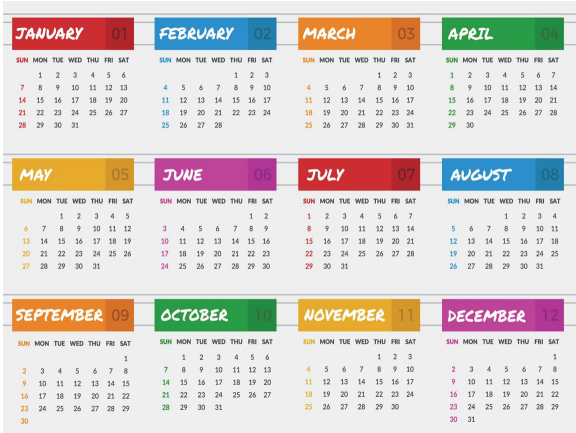 JANUARY 01
SUN MON TUE WED THU FRI SAT
1 2 3 4 5 6
7 8 9 10 11 12 13
14 15 16 17 18 19 20
21 22 23 24 25 26 27
28 29 30 31
FEBRUARY 02
SUN MON TUE WED THU FRI SAT
1 2 3
4 5 6 7 8 9 10
11 12 13 14 15 16 17
18 19 20 21 22 23 24
25 26 27 28
MARCH 03
SUN MON TUE WED THU FRI SAT
1 2 3
4 5 6 7 8 9 10
11 12 13 14 15 16 17
18 19 20 21 22 23 24
25 26 27 28 29 30 31
APRIL 04
SUN MON TUE WED THU FRI SAT
1 2 3 4 5 6 7
8 9 10 11 12 13 14
15 16 17 18 19 20 21
22 23 24 25 26 27 28
29 30
MAY 05
SUN MON TUE WED THU FRI SAT
1 2 3 4 5
6 7 8 9 10 11 12
13 14 15 16 17 18 19
20 21 22 23 24 25 26
27 28 29 30 31
JUNE 06
SUN MON TUE WED THU FRI SAT
1 2
3 4 5 6 7 8 9
10 11 12 13 14 15 16
17 18 19 20 21 22 23
24 25 26 27 28 29 30
JULY 07
SUN MON TUE WED THU FRI SAT
1 2 3 4 5 6 7
8 9 10 11 12 13 14
15 16 17 18 19 20 21
22 23 24 25 26 27 28
29 30 31
AUGUST 08
SUN MON TUE WED THU FRI SAT
1 2 3 4
5 6 7 8 9 10 11
12 13 14 15 16 17 18
19 20 21 22 23 24 25
26 27 28 29 30 31
SEPTEMBER 09
SUN MON TUE WED THU FRI SAT
1
2 3 4 5 6 7 8
9 10 11 12 13 14 15
16 17 18 19 20 21 22
23 24 25 26 27 28 29
30
OCTOBER 10
SUN MON TUE WED THU FRI SAT
1 2 3 4 5 6
7 8 9 10 11 12 13
14 15 16 17 18 19 20
21 22 23 24 25 26 27
28 29 30 31
NOVEMBER 11
SUN MON TUE WED THU FRI SAT
1 2 3
4 5 6 7 8 9 10
11 12 13 14 15 16 17
18 19 20 21 22 23 24
25 26 27 28 29 30
DECEMBER 12
SUN MON TUE WED THU FRI SAT
1
2 3 4 5 6 7 8
9 10 11 12 13 14 15
16 17 18 19 20 21 22
23 24 25 26 27 28 29
30 31